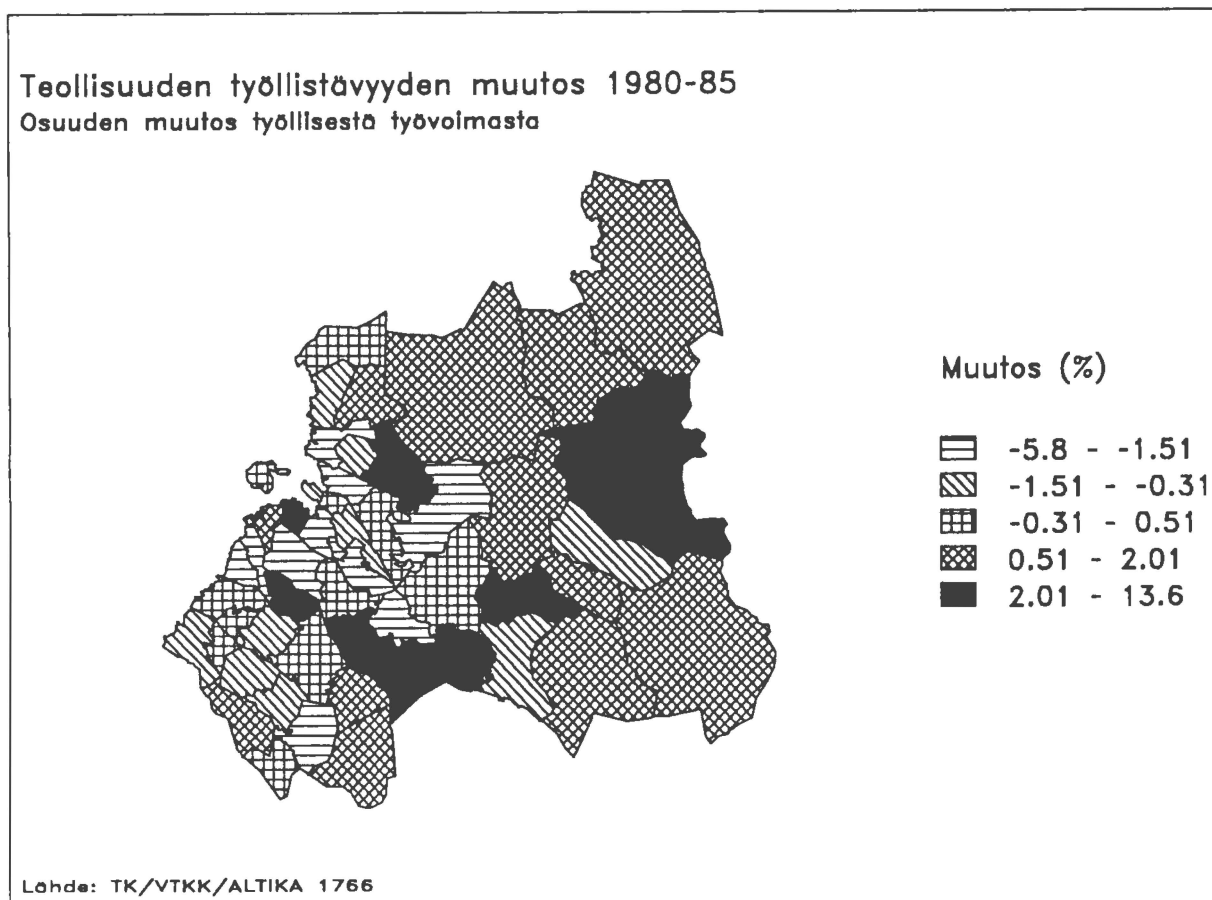 Teollisuuden työllistävyyden muutos 1980-85
Osuuden muutos työllisestä työvoimasta
Muutos (%)
-5.8 - -1.51
-1.51 - -0.31
-0.31 - 0.51
0.51 - 2.01
2.01 - 13.6
Lähde: TK/VTKK/ALTIKA 1766